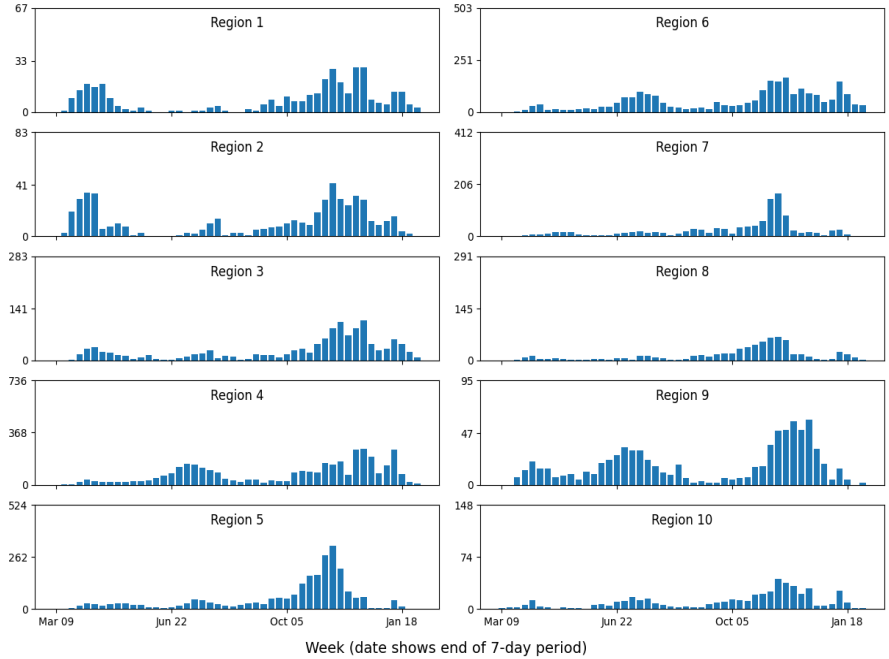 67
33
0
Region 1
503
251
0
Region 6
83
41
0
Region 2
412
206
0
Region 7
283
141
0
Region 3
291
145
0
Region 8
736
368
0
Region 4
95
47
0
Region 9
524
262
0
Region 5
148
74
0
Region 10
Mar 09 Jun 22 Oct 05 Jan 18
Mar 09 Jun 22 Oct 05 Jan 18
Week (date shows end of 7-day period)